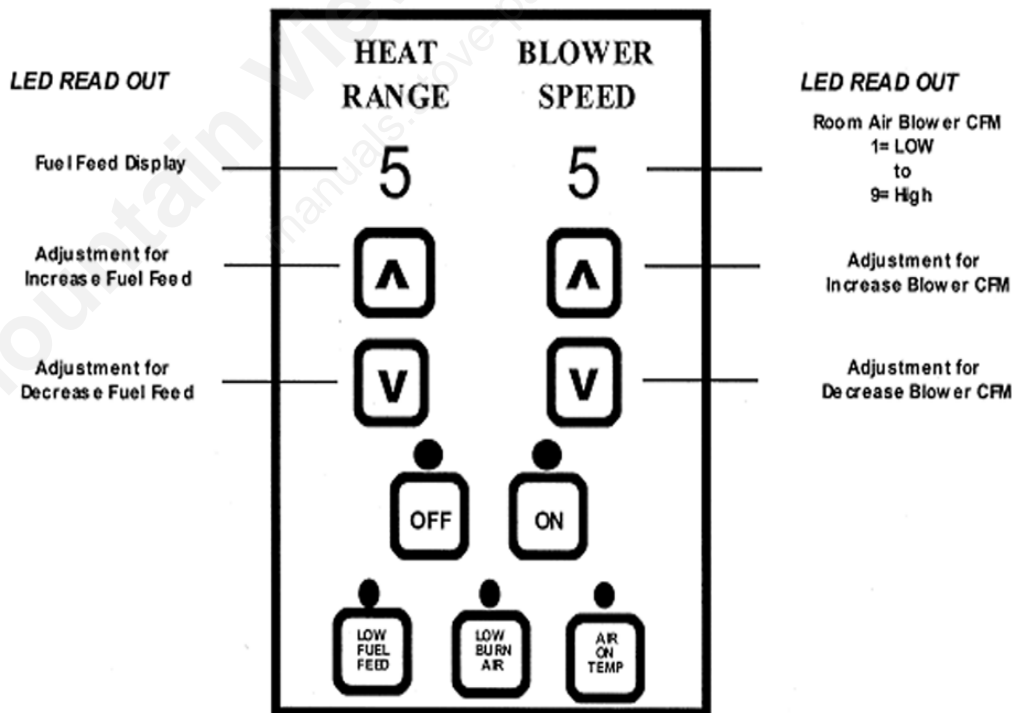 HEAT
RANGE
BLOWER
SPEED
LED READ OUT
LED READ OUT
Fuel Feed Display
5
5
Room Air Blower CFM
1= LOW
to
9= High
Adjustment for
Increase Fuel Feed
ʌ
ʌ
Adjustment for
Increase Blower CFM
Adjustment for
Decrease Fuel Feed
v
v
Adjustment for
Decrease Blower CFM
OFF
ON
LOW
FUEL
FEED
LOW
BURN
AIR
AIR
ON
TEMP